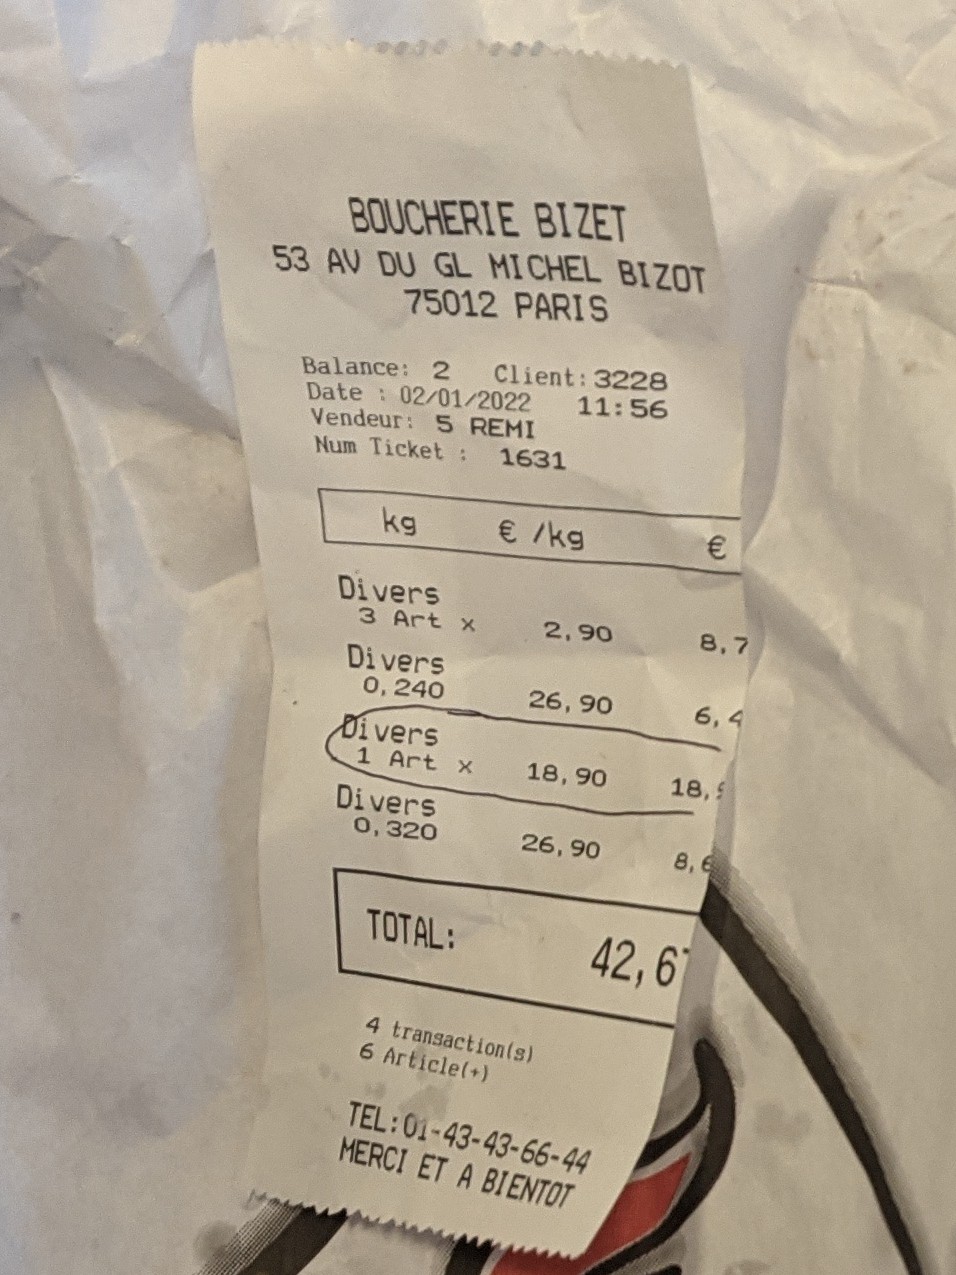 BOUCHERIE BIZET
53 AV DU GL MICHEL BIZOT
75012 PARIS
Balance: 2 Client: 3228
Date : 02/01/2022 11:56
Vendeur: 5 REMI
Num Ticket : 1631
kg € /kg €
Divers
3 Art x 2,90 8,7
Divers
0,240 26,90 6,4
Divers
1 Art x 18,90 18,
Divers
0,320 26,90 8,6
TOTAL: 42,6
4 transaction(s)
6 Article(+)
TEL:01-43-43-66-44
MERCI ET A BIENTOT